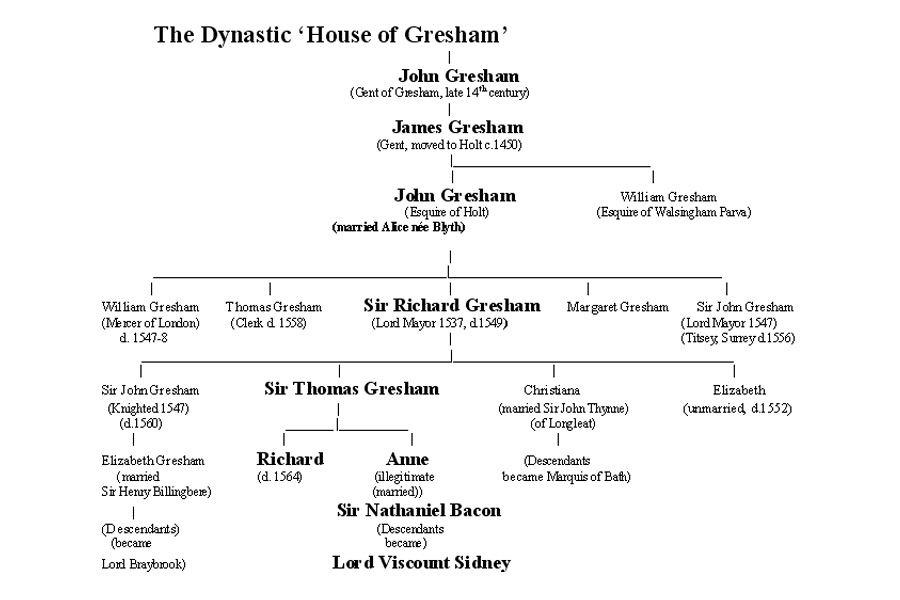 The Dynastic ‘House of Gresham’
John Gresham
(Gent of Gresham, late 14th century)
James Gresham
(Gent, moved to Holt c.1450)
John Gresham
(Esquire of Holt)
(married Alice née Blyth)
William Gresham
(Esquire of Walsingham Parva)
William Gresham
(Mercer of London)
d. 1547-8
Thomas Gresham
(Clerk d. 1558)
Sir Richard Gresham
(Lord Mayor 1537, d.1549)
Margaret Gresham
Sir John Gresham
(Lord Mayor 1547)
(Titsey, Surrey d.1556)
Sir John Gresham
(Knighted 1547)
(d.1560)
Sir Thomas Gresham
Christiana
(married Sir John Thynne)
(of Longleat)
Elizabeth
(unmarried, d.1552)
Elizabeth Gresham
(married
Sir Henry Billingbere)
Richard
(d. 1564)
Anne
(illegitimate
(married))
(Descendants
became Marquis of Bath)
Sir Nathaniel Bacon
(Descendants)
(became
Lord Braybrook)
(Descendants
became)
Lord Viscount Sidney